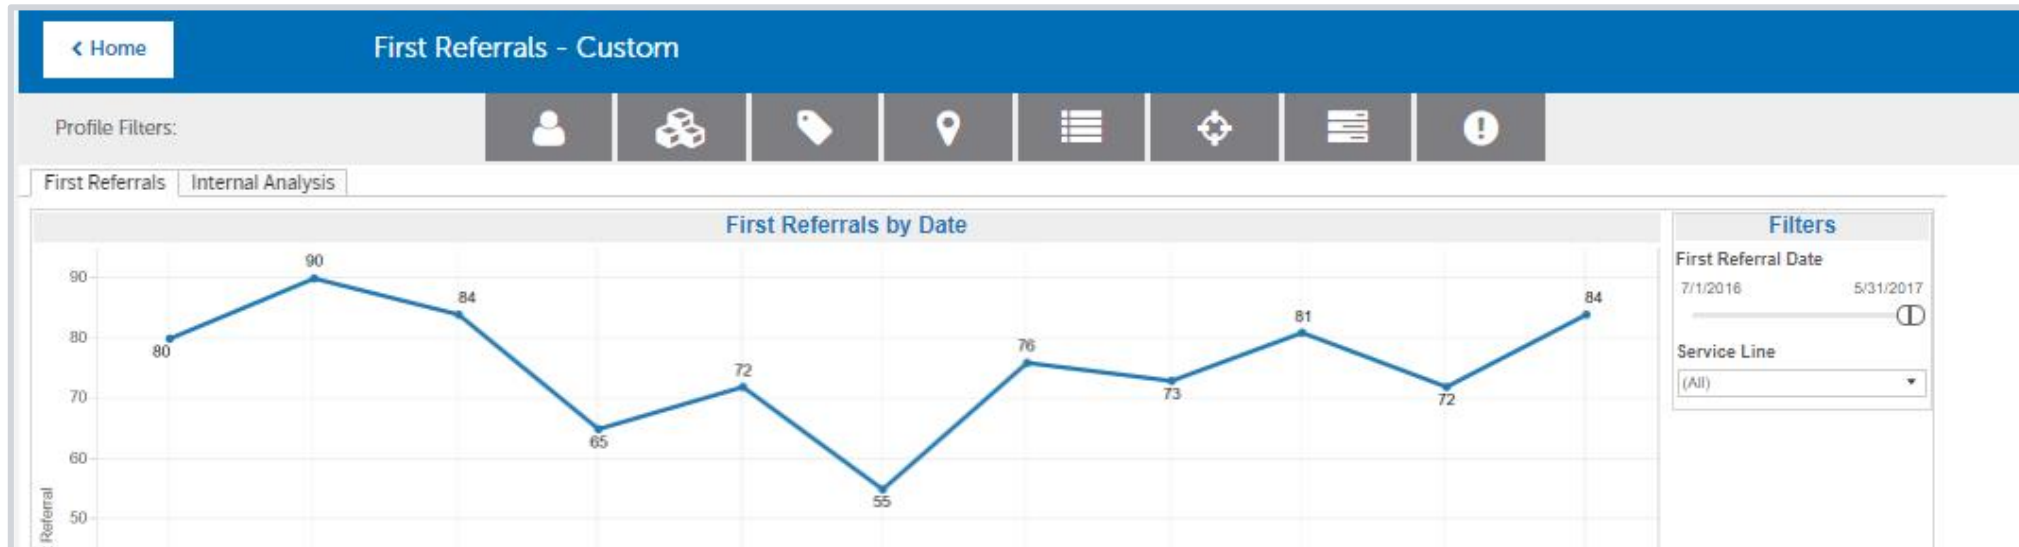 Home
First Referrals - Custom
Profile Filters:
First Referrals
Internal Analysis
First Referrals by Date
Filters
First Referral Date
7/1/2016
5/31/2017
Service Line
(All)
90
80
70
60
50
Referral
80
90
84
65
72
55
76
73
81
72
84